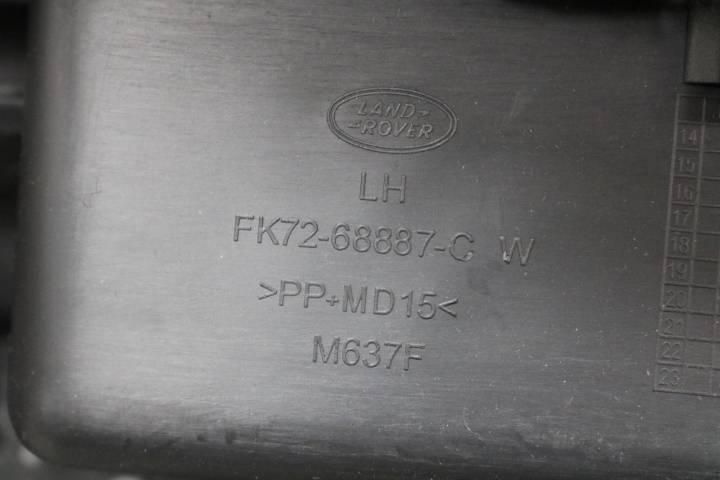 LAND
ROVER
LH
FK72-68887-C W
>PP+MD15<
M637F
14
15
16
17
18
19
20
21
22
23